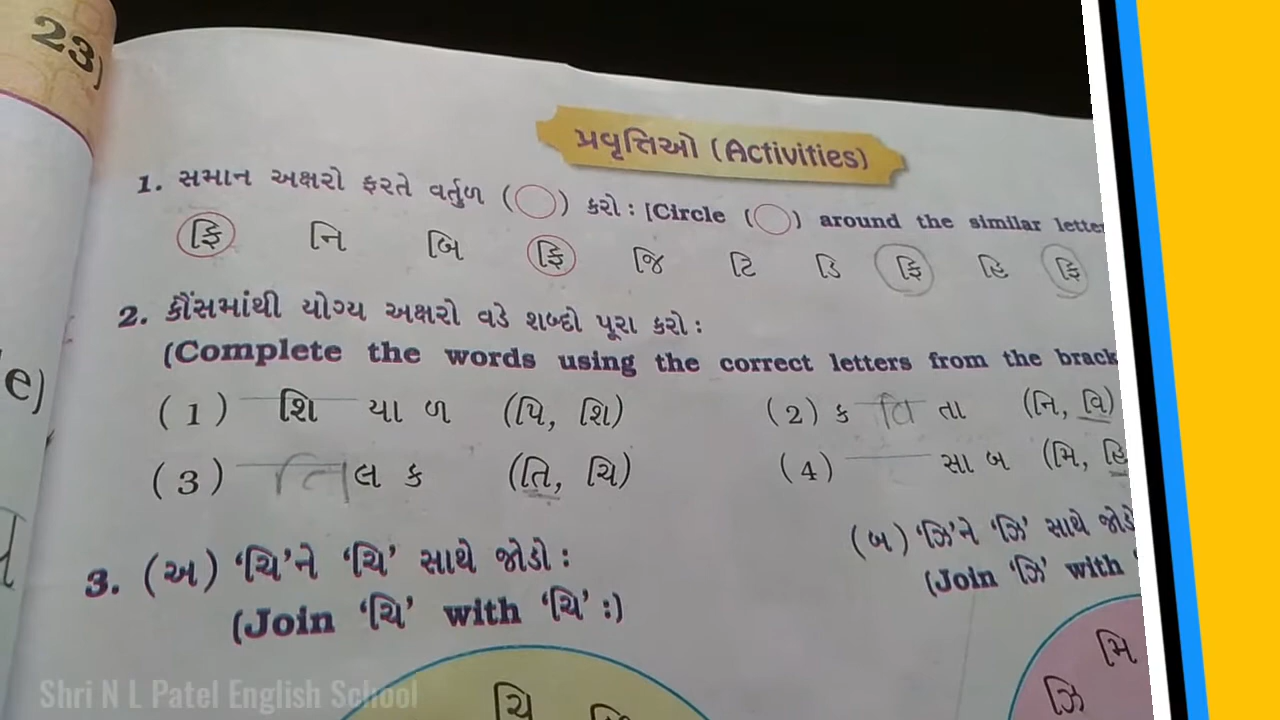 23)
પ્રવૃત્તિઓ (Activities)
1. સમાન અક્ષરો ફરતે વર્તુળ (○) કરો : [Circle (○) around the similar
ફિ નિ બિ ફિ જિ ટિ ડિ ફિ હિ ફિ
2. કૌંસમાંથી યોગ્ય અક્ષરો વડે શબ્દો પૂરા કરો :
(Complete the words using the correct letters from the
(1) શિ યા ળ (પિ, શિ) (2) ક વિ તા (નિ, વિ)
(3) તિ લ ક (તિ, ચિ) (4) ____ સા બ (મિ, હિ
3. (અ) ‘ચિ’ને ‘ચિ’ સાથે જોડો :
(Join ‘ચિ’ with ‘ચિ’ :)
(બ) ‘ઝિ’ને ‘ઝિ’ સાથે જોડો
(Join ‘ઝિ’ with
e)
ચિ
મિ
ઝિ
Shri N L Patel English School